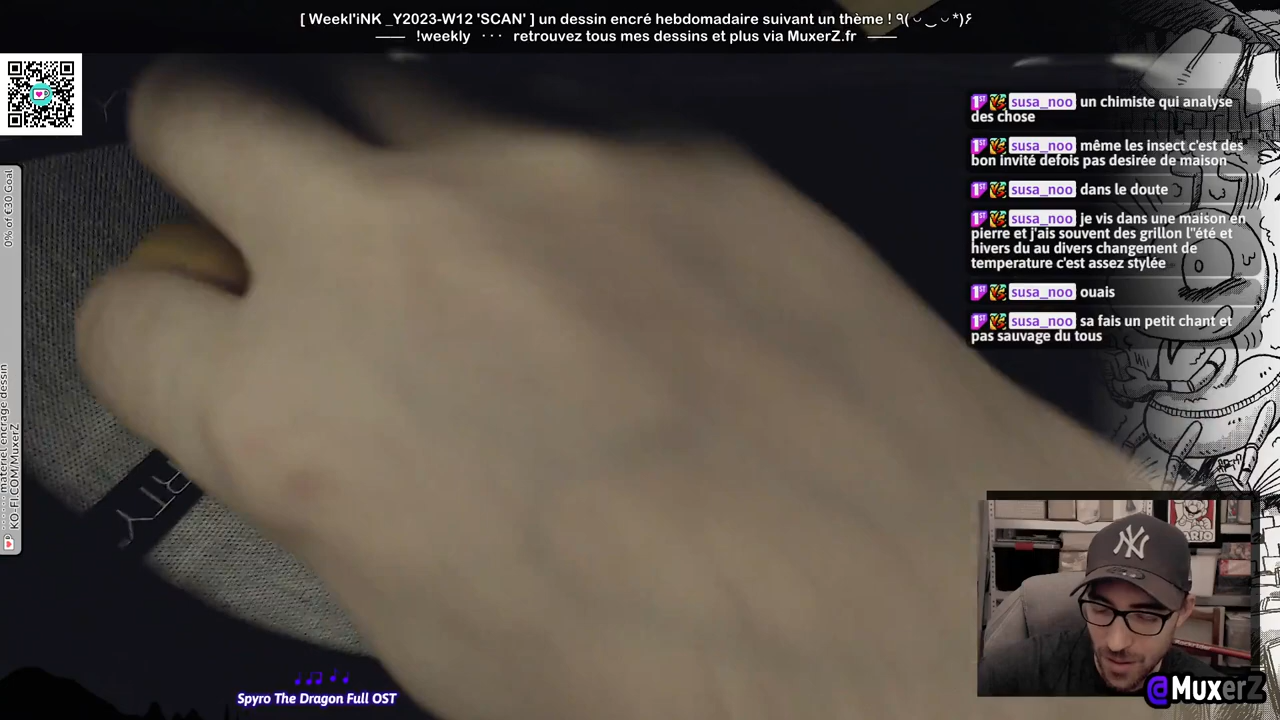 [ Weekl'iNK _Y2023-W12 'SCAN' ] un dessin encré hebdomadaire suivant un thème ! ٩(ᴗ‿ᴗ*)۶
—— !weekly ··· retrouvez tous mes dessins et plus via MuxerZ.fr ——
susa_noo un chimiste qui analyse
des chose
susa_noo même les insect c'est des
bon invité defois pas desirée de maison
susa_noo dans le doute
susa_noo je vis dans une maison en
pierre et j'ais souvent des grillon l"été et
hivers du au divers changement de
temperature c'est assez stylée
susa_noo ouais
susa_noo sa fais un petit chant et
pas sauvage du tous
0% of €30 Goal
materiel encrage dessin
KO-FI.COM/MuxerZ
NY
MARIO
Spyro The Dragon Full OST
@MuxerZ